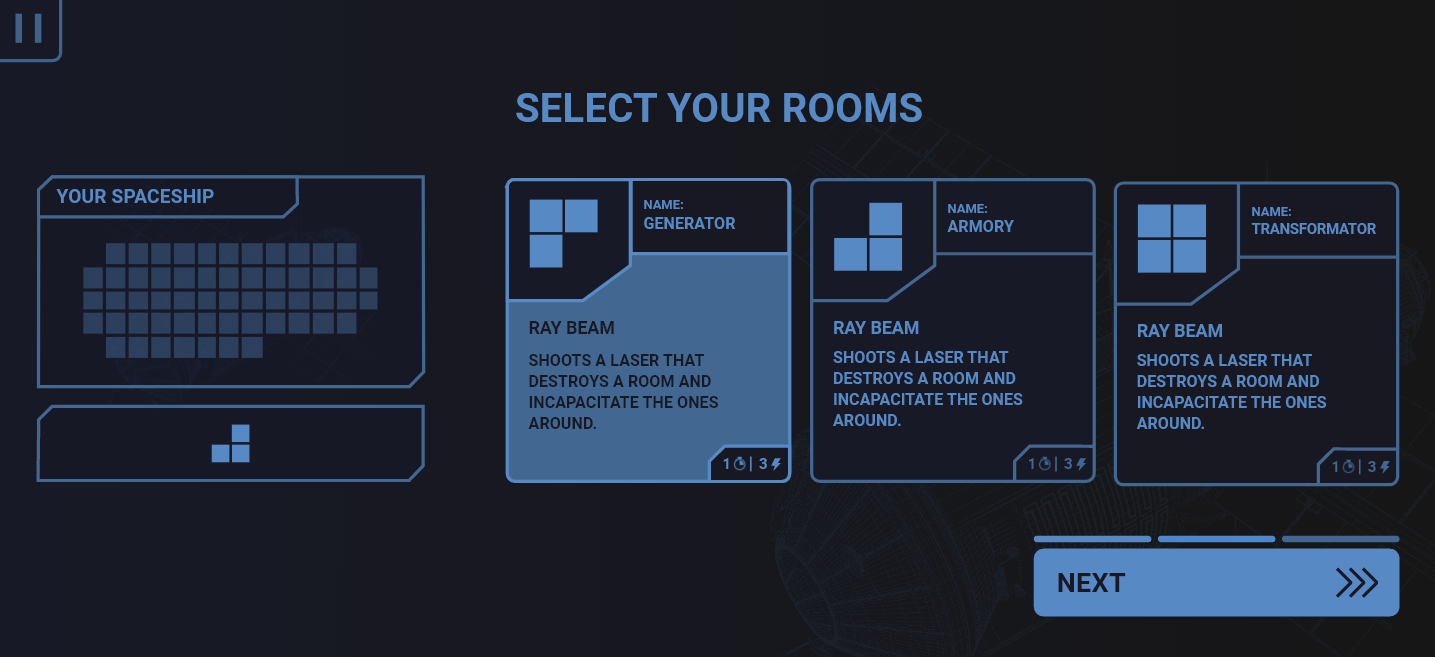 SELECT YOUR ROOMS
YOUR SPACESHIP
NAME:
GENERATOR
RAY BEAM
SHOOTS A LASER THAT
DESTROYS A ROOM AND
INCAPACITATE THE ONES
AROUND.
1 | 3
NAME:
ARMORY
RAY BEAM
SHOOTS A LASER THAT
DESTROYS A ROOM AND
INCAPACITATE THE ONES
AROUND.
1 | 3
NAME:
TRANSFORMATOR
RAY BEAM
SHOOTS A LASER THAT
DESTROYS A ROOM AND
INCAPACITATE THE ONES
AROUND.
1 | 3
NEXT